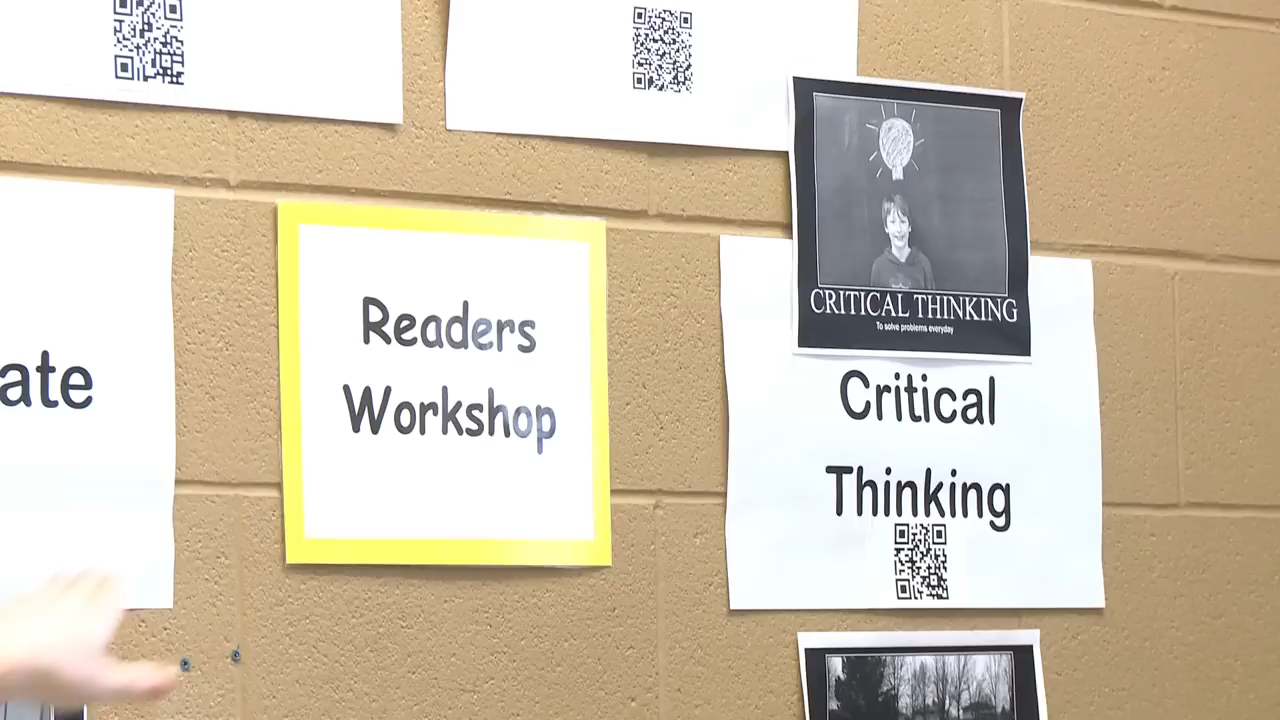 ate
Readers
Workshop
CRITICAL THINKING
To solve problems everyday
Critical
Thinking